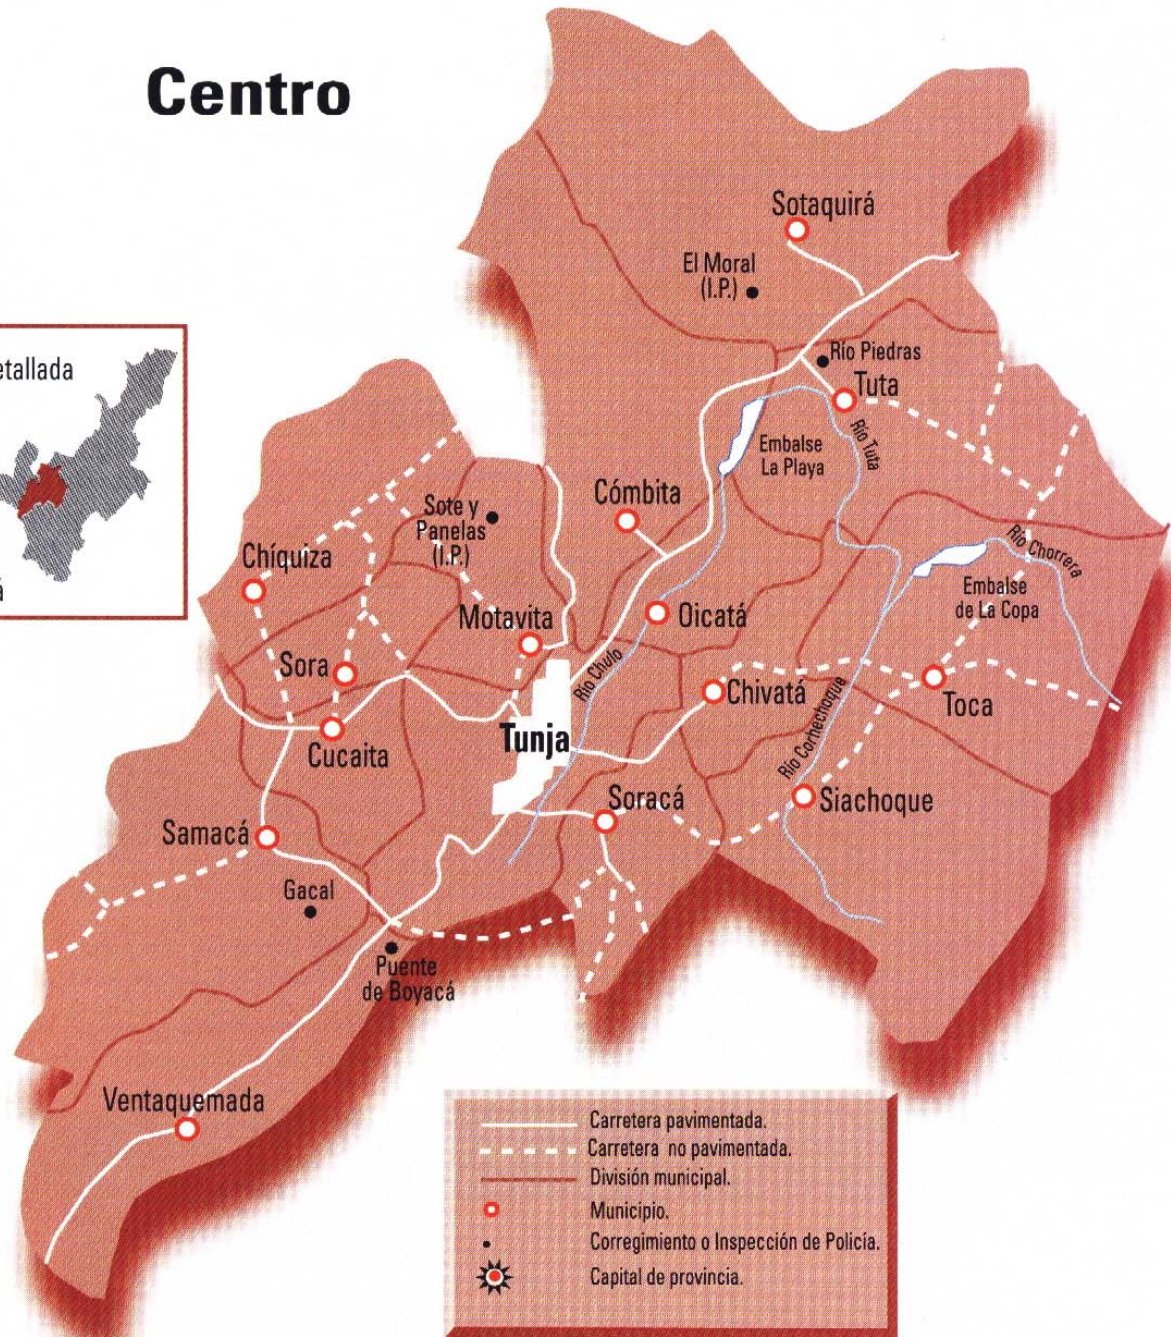 Centro
Sotaquirá
El Moral
(I.P.)
etallada
Río Piedras
Tuta
Río Tuta
Embalse
La Playa
Cómbita
Sote y
Panelas
(I.P.)
Chíquiza
Río Chorrera
Embalse
de La Copa
Motavita
Oicatá
Sora
Río Chulo
Chivatá
Toca
Río Cormechoque
Tunja
Cucaita
Soracá
Siachoque
Samacá
Gacal
Puente
de Boyacá
Ventaquemada
Carretera pavimentada.
Carretera no pavimentada.
División municipal.
Municipio.
Corregimiento o Inspección de Policía.
Capital de provincia.